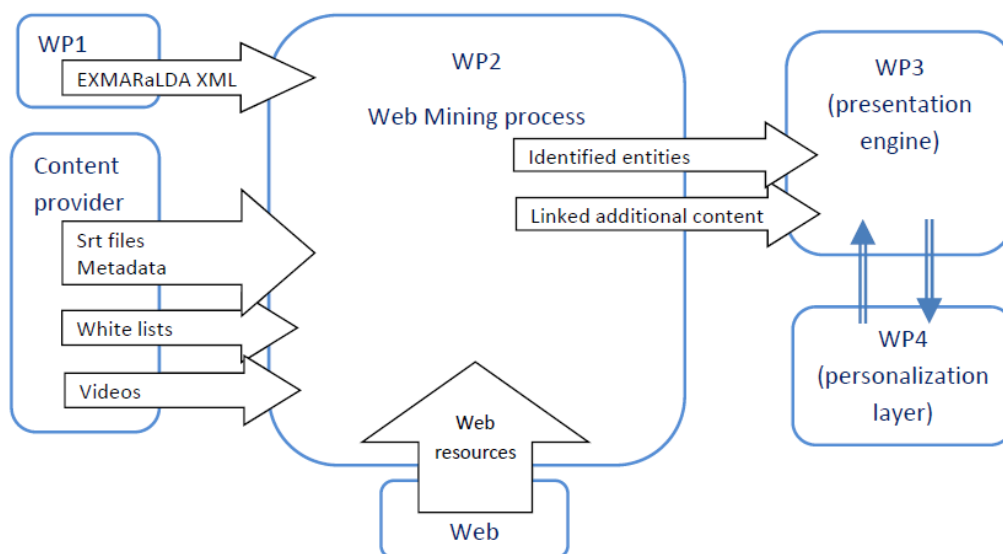 WP1
EXMARaLDA XML
Content
provider
Srt files
Metadata
White lists
Videos
WP2
Web Mining process
Identified entities
Linked additional content
Web
resources
Web
WP3
(presentation
engine)
WP4
(personalization
layer)